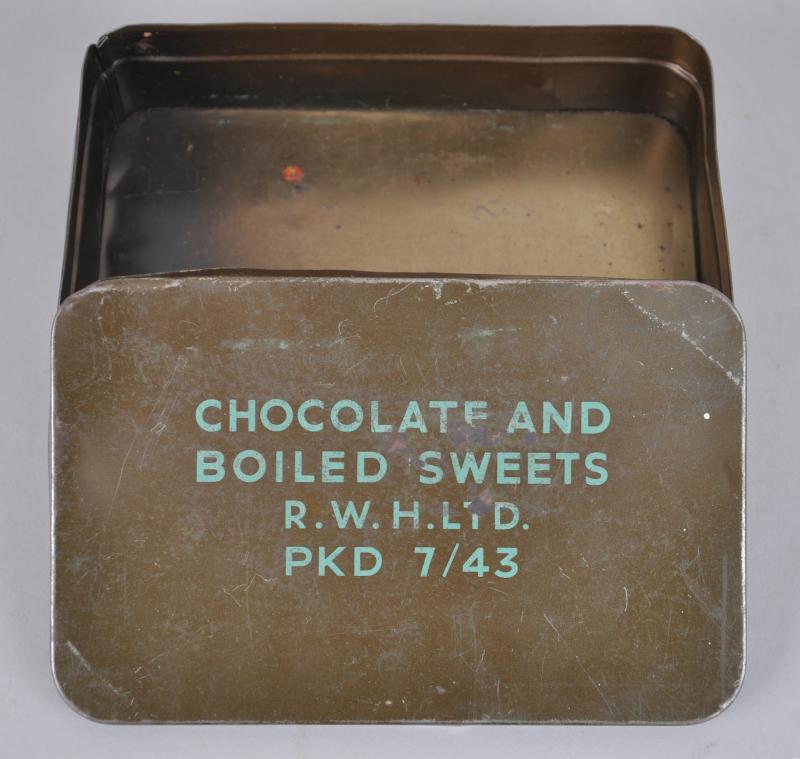 CHOCOLATE AND
BOILED SWEETS
R.W.H.LTD.
PKD 7/43